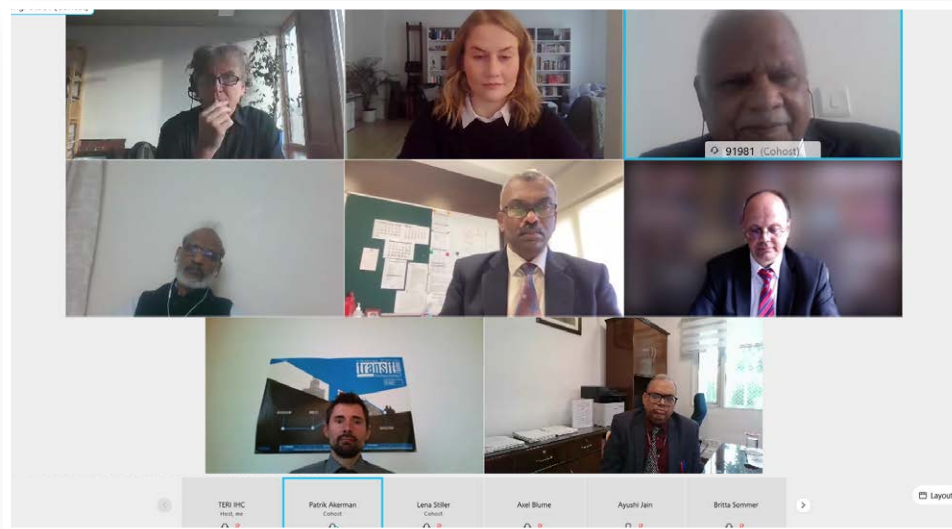 91981 (Cohost)
transit
TERI IHC
Host, me
Patrik Akerman
Cohost
Lena Stiller
Cohost
Axel Blume
Ayushi Jain
Britta Sommer
Layout